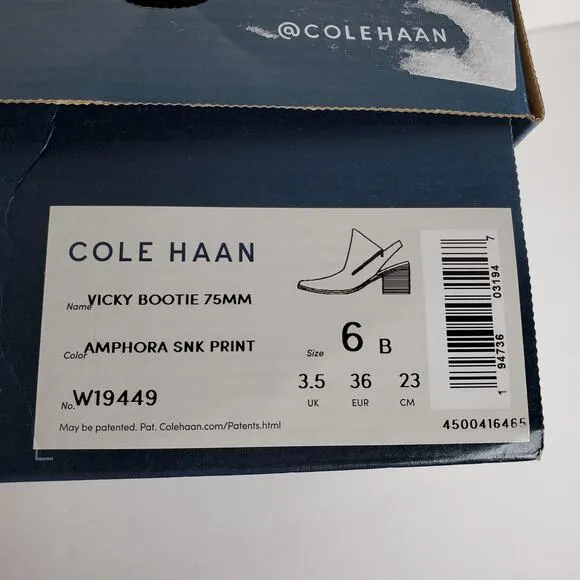 @COLEHAAN
COLE HAAN
Name VICKY BOOTIE 75MM
Color AMPHORA SNK PRINT
Size 6 B
No. W19449
3.5 36 23
UK EUR CM
May be patented. Pat. Colehaan.com/Patents.html
1 94736 03194 7
4500416465